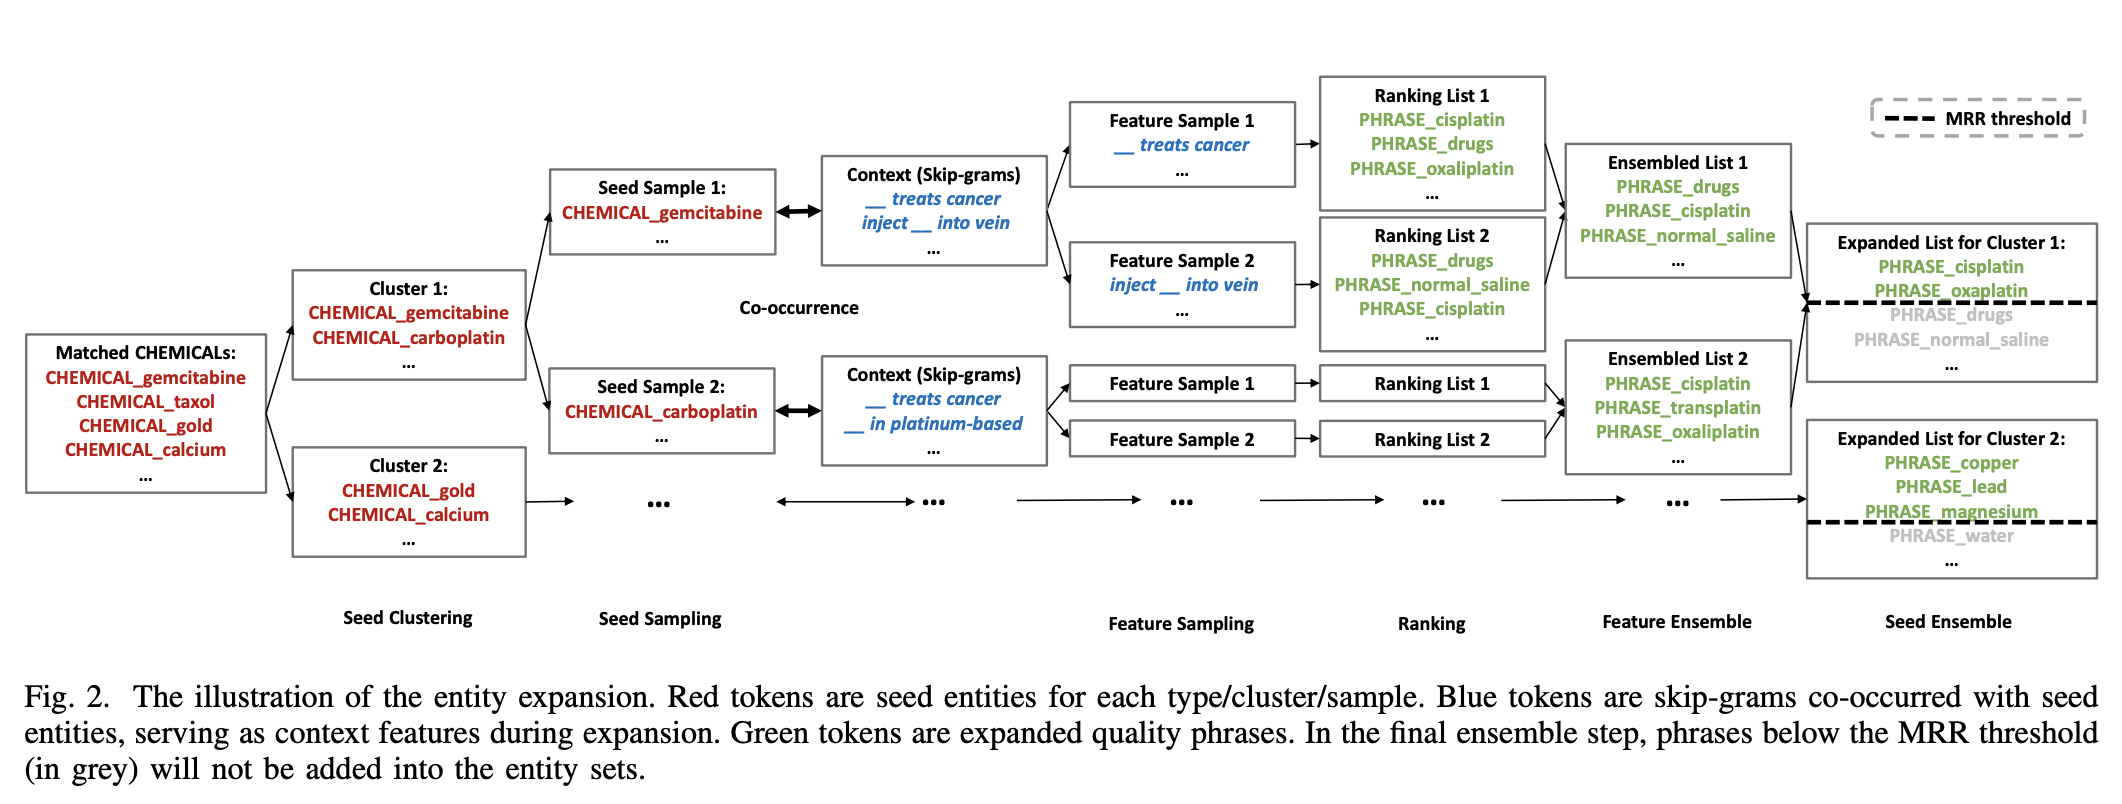 Matched CHEMICALs:
CHEMICAL_gemcitabine
CHEMICAL_taxol
CHEMICAL_gold
CHEMICAL_calcium
...
Cluster 1:
CHEMICAL_gemcitabine
CHEMICAL_carboplatin
...
Cluster 2:
CHEMICAL_gold
CHEMICAL_calcium
...
Seed Clustering
Seed Sample 1:
CHEMICAL_gemcitabine
...
Seed Sample 2:
CHEMICAL_carboplatin
...
...
Seed Sampling
Co-occurrence
Context (Skip-grams)
__ treats cancer
inject __ into vein
...
Context (Skip-grams)
__ treats cancer
__ in platinum-based
...
...
Feature Sample 1
__ treats cancer
...
Feature Sample 2
inject __ into vein
...
Feature Sample 1
Feature Sample 2
...
Feature Sampling
Ranking List 1
PHRASE_cisplatin
PHRASE_drugs
PHRASE_oxaliplatin
...
Ranking List 2
PHRASE_drugs
PHRASE_normal_saline
PHRASE_cisplatin
...
Ranking List 1
Ranking List 2
...
Ranking
Ensembled List 1
PHRASE_drugs
PHRASE_cisplatin
PHRASE_normal_saline
...
Ensembled List 2
PHRASE_cisplatin
PHRASE_transplatin
PHRASE_oxaliplatin
...
...
Feature Ensemble
MRR threshold
Expanded List for Cluster 1:
PHRASE_cisplatin
PHRASE_oxaplatin
PHRASE_drugs
PHRASE_normal_saline
...
Expanded List for Cluster 2:
PHRASE_copper
PHRASE_lead
PHRASE_magnesium
PHRASE_water
...
Seed Ensemble
Fig. 2. The illustration of the entity expansion. Red tokens are seed entities for each type/cluster/sample. Blue tokens are skip-grams co-occurred with seed
entities, serving as context features during expansion. Green tokens are expanded quality phrases. In the final ensemble step, phrases below the MRR threshold
(in grey) will not be added into the entity sets.